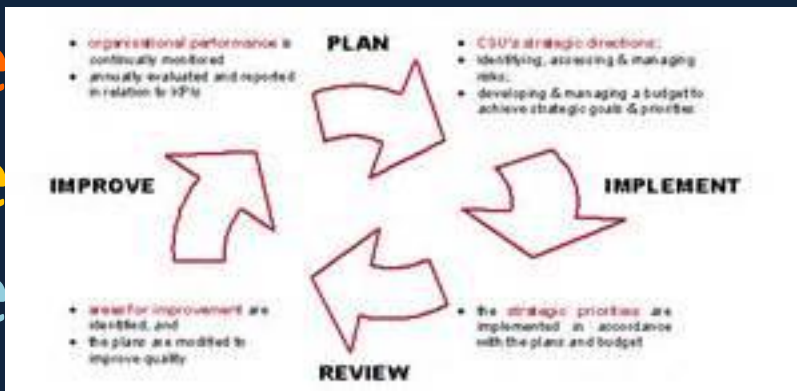 PLAN
• organisational performance is
continually monitored
• annually evaluated and reported
in relation to KPIs
• CSU's strategic directions;
• identifying, assessing & managing
risks;
• developing & managing a budget to
achieve strategic goals & priorities
IMPROVE
IMPLEMENT
• areas for improvement are
identified, and
• the plans are modified to
improve quality
• the strategic priorities are
implemented in accordance
with the plans and budget
REVIEW
e
e
e